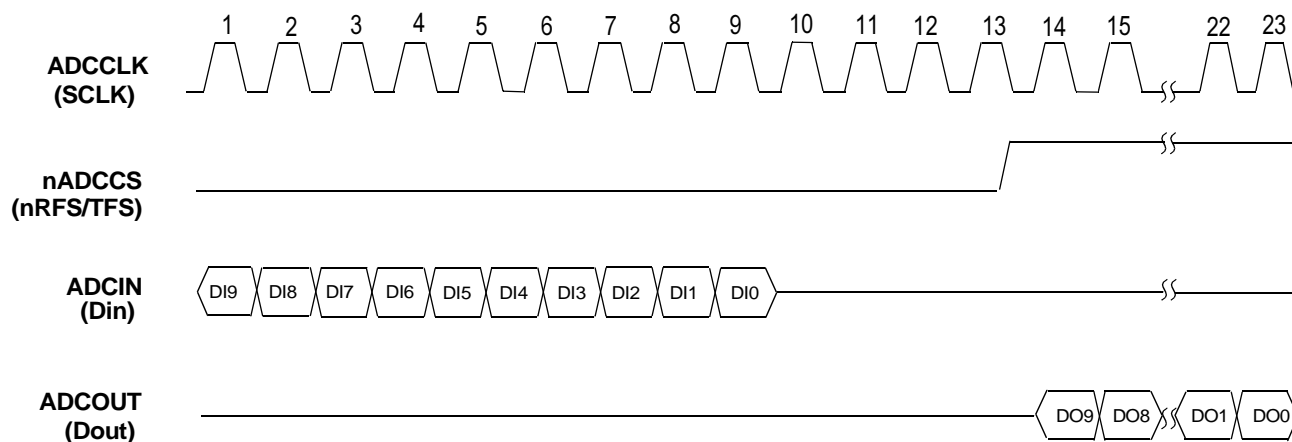 1 2 3 4 5 6 7 8 9 10 11 12 13 14 15 22 23
ADCCLK
(SCLK)
nADCCS
(nRFS/TFS)
ADCIN
(Din)
DI9 DI8 DI7 DI6 DI5 DI4 DI3 DI2 DI1 DI0
ADCOUT
(Dout)
DO9 DO8 DO1 DO0